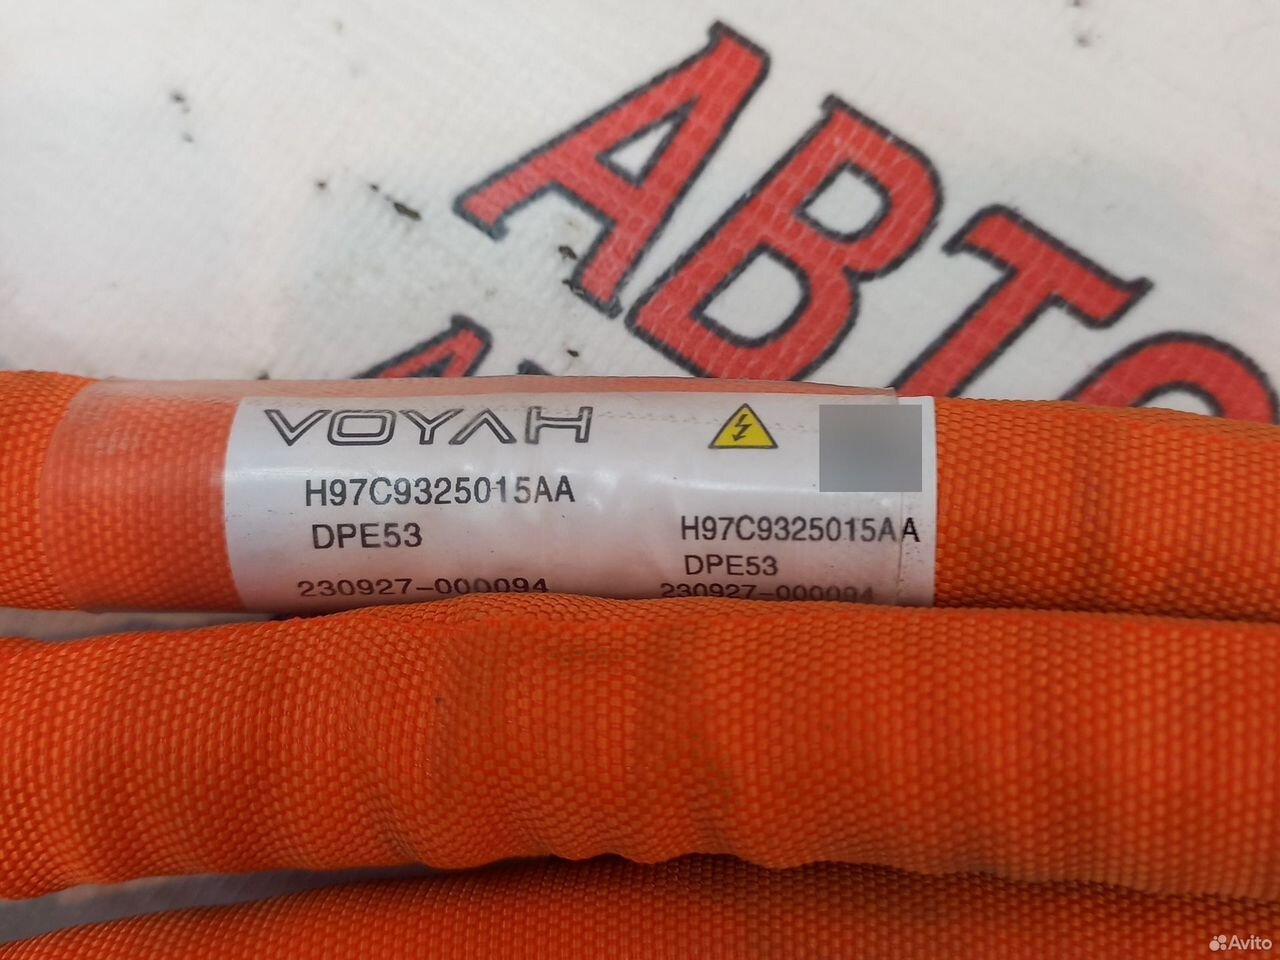 АВТО
VOYAH
H97C9325015AA
DPE53
230927-000094
H97C9325015AA
DPE53
230927-000094
Avito